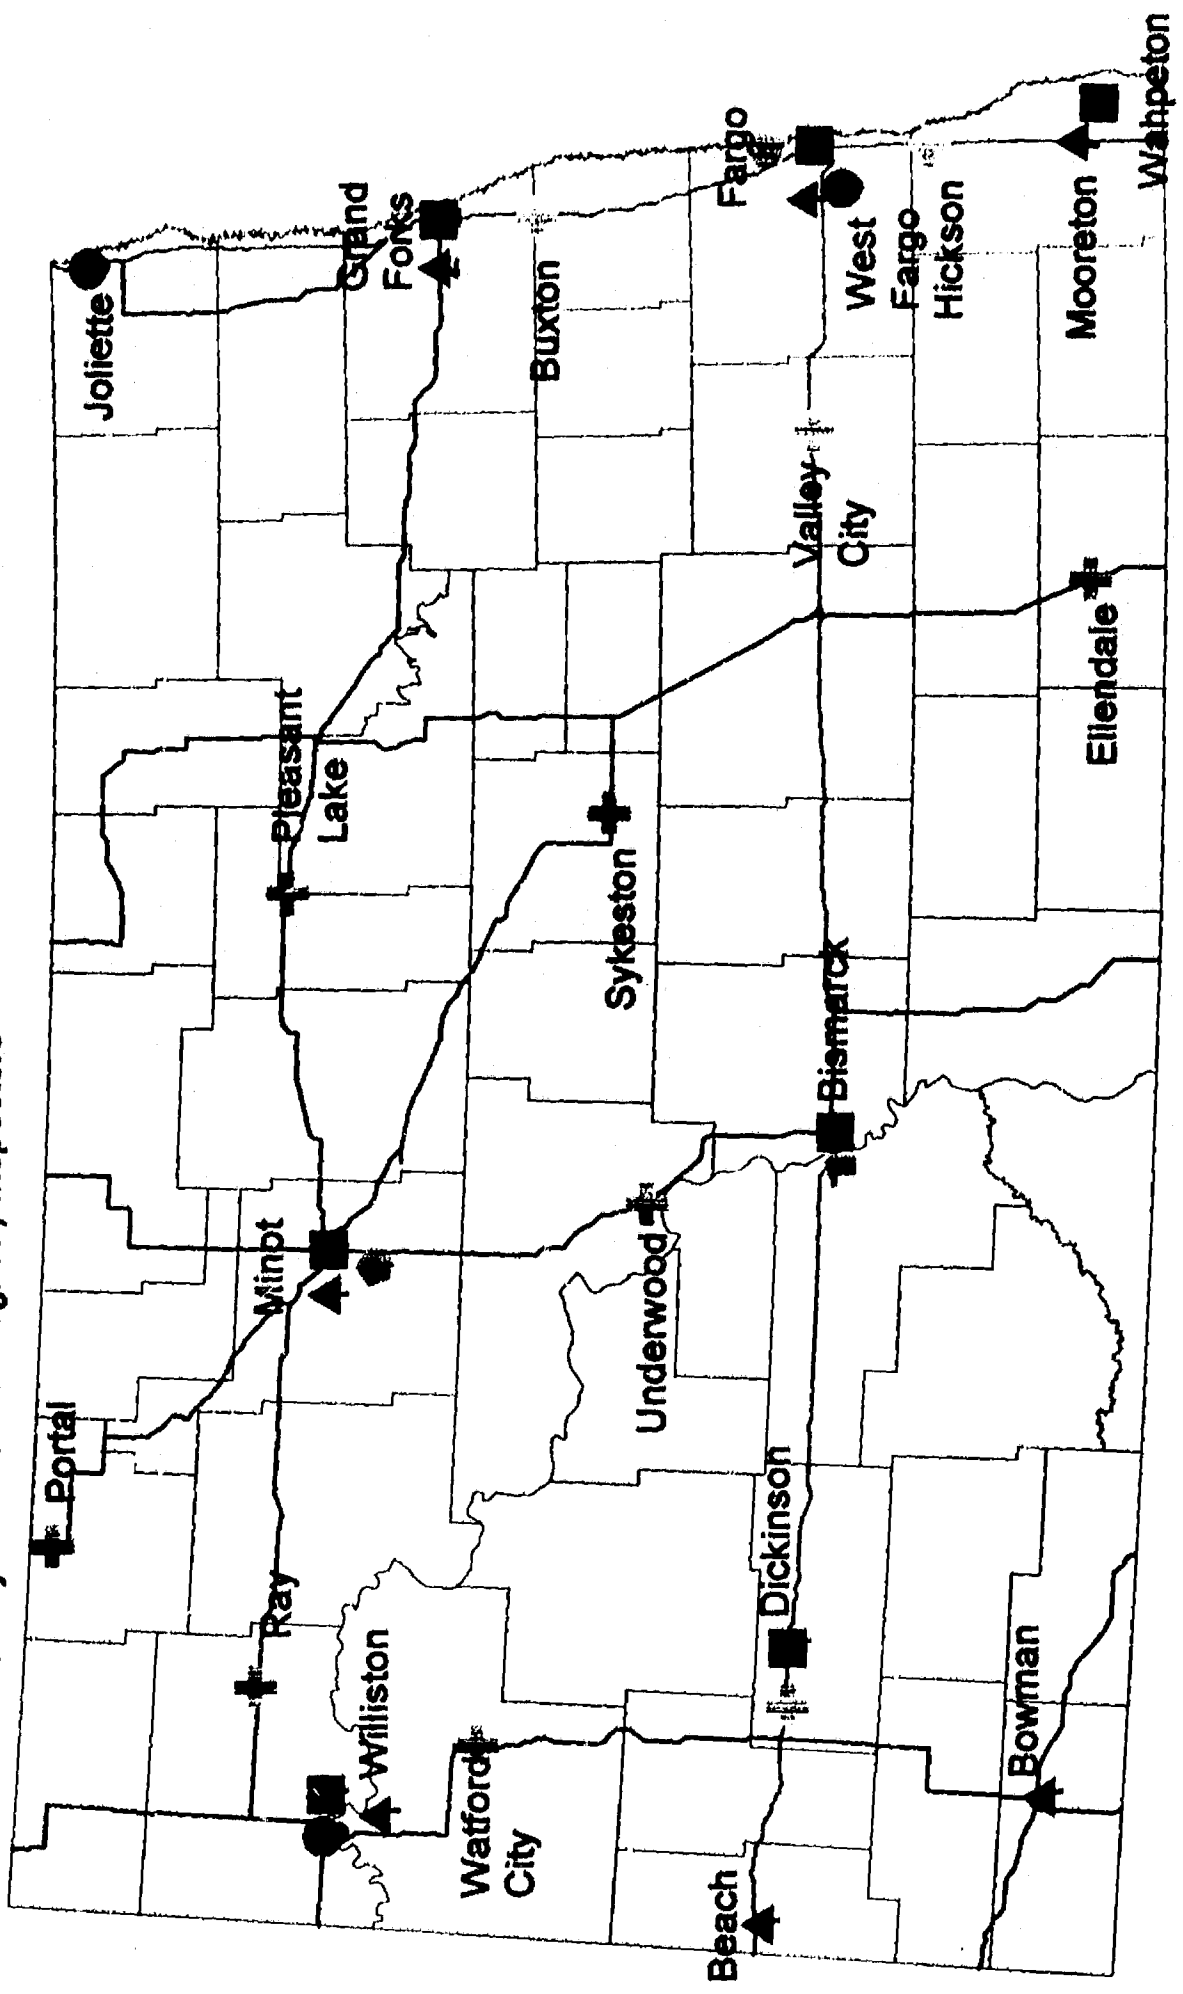 Portal
Joliette
Minot
Pleasant
Lake
Grand
Forks
Ray
Williston
Buxton
Watford
City
Sykeston
Underwood
Fargo
Beach
Dickinson
Bismarck
Valley
City
West
Fargo
Hickson
Bowman
Ellendale
Mooreton
Wahpeton